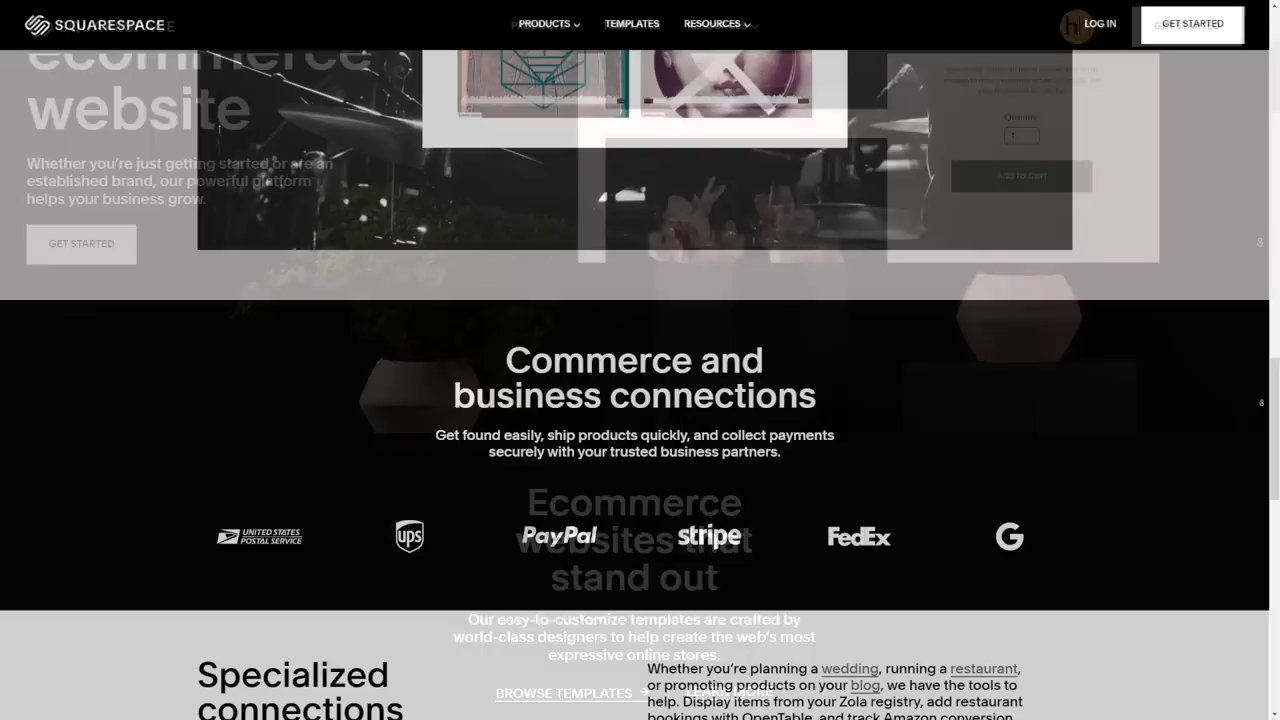 SQUARESPACE
PRODUCTS
TEMPLATES
RESOURCES
LOG IN
GET STARTED
ecommerce
website
Whether you're just getting started or are an
established brand, our powerful platform
helps your business grow.
GET STARTED
Quantity
1
Add to Cart
Commerce and
business connections
Get found easily, ship products quickly, and collect payments
securely with your trusted business partners.
UNITED STATES
POSTAL SERVICE
ups
PayPal
stripe
FedEx
G
Ecommerce
websites that
stand out
Our easy-to-customize templates are crafted by
world-class designers to help create the web's most
expressive online stores.
BROWSE TEMPLATES →
LEARN MORE
Specialized
connections
Whether you're planning a wedding, running a restaurant,
or promoting products on your blog, we have the tools to
help. Display items from your Zola registry, add restaurant
bookings with OpenTable, and track Amazon conversion